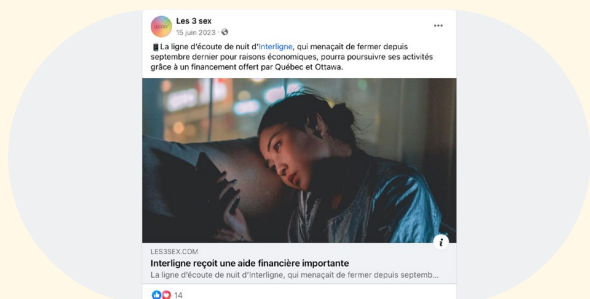 Les 3 sex
15 juin 2023
La ligne d'écoute de nuit d'Interligne, qui menaçait de fermer depuis
septembre dernier pour raisons économiques, pourra poursuivre ses activités
grâce à un financement offert par Québec et Ottawa.
LES3SEX.COM
Interligne reçoit une aide financière importante
La ligne d'écoute de nuit d'Interligne, qui menaçait de fermer depuis septemb...
14